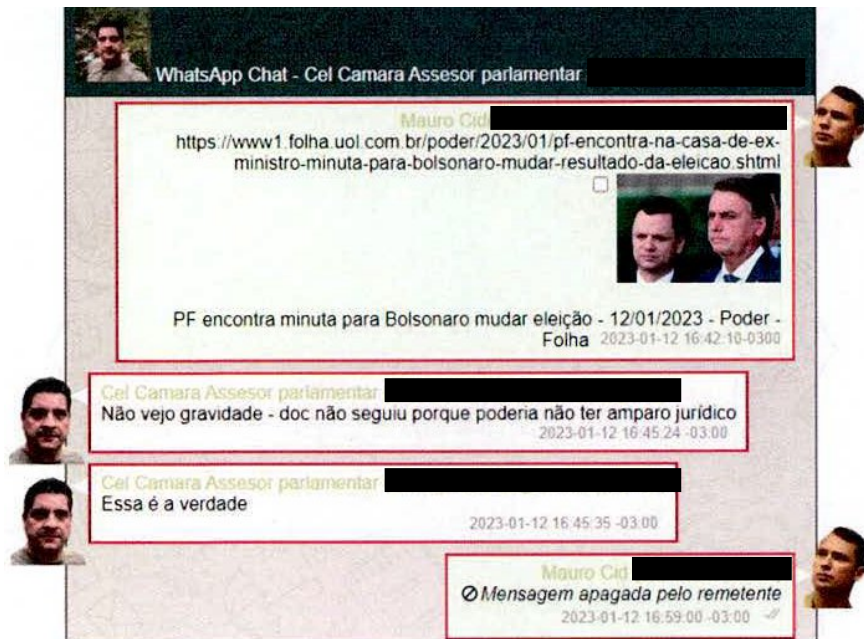 WhatsApp Chat - Cel Camara Assesor parlamentar
Mauro Cid
https://www1.folha.uol.com.br/poder/2023/01/pf-encontra-na-casa-de-ex-
ministro-minuta-para-bolsonaro-mudar-resultado-da-eleicao.shtml
PF encontra minuta para Bolsonaro mudar eleição - 12/01/2023 - Poder -
Folha 2023-01-12 16:42:10-0300
Cel Camara Assesor parlamentar
Não vejo gravidade - doc não seguiu porque poderia não ter amparo jurídico
2023-01-12 16:45:24 -03:00
Cel Camara Assesor parlamentar
Essa é a verdade
2023-01-12 16:45:35 -03:00
Mauro Cid
Mensagem apagada pelo remetente
2023-01-12 16:59:00 -03:00